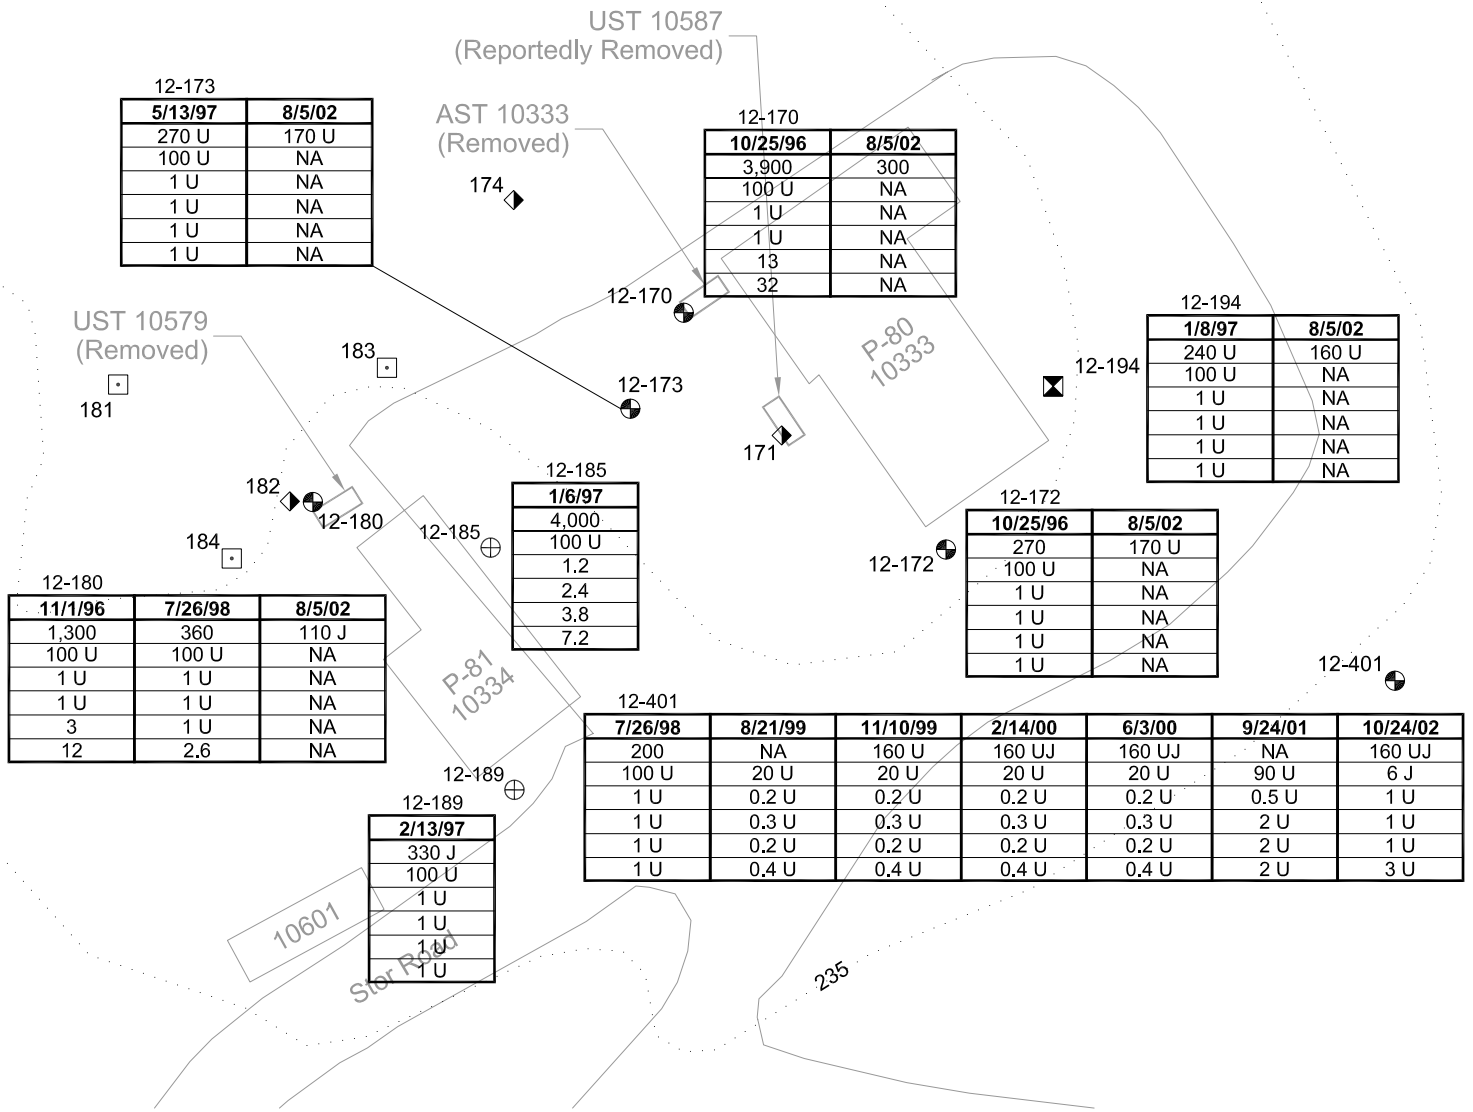 UST 10587
(Reportedly Removed)
12-173
5/13/97 8/5/02
270 U 170 U
100 U NA
1 U NA
1 U NA
1 U NA
1 U NA
AST 10333
(Removed)
12-170
10/25/96 8/5/02
3,900 300
100 U NA
1 U NA
1 U NA
13 NA
32 NA
174
12-170
UST 10579
(Removed)
183
181
12-173
P-80
10333
171
12-194
12-194
1/8/97 8/5/02
240 U 160 U
100 U NA
1 U NA
1 U NA
1 U NA
1 U NA
182
12-180
184
12-185
12-185
1/6/97
4,000
100 U
1.2
2.4
3.8
7.2
12-172
12-172
10/25/96 8/5/02
270 170 U
100 U NA
1 U NA
1 U NA
1 U NA
1 U NA
12-180
11/1/96 7/26/98 8/5/02
1,300 360 110 J
100 U 100 U NA
1 U 1 U NA
1 U 1 U NA
3 1 U NA
12 2.6 NA
P-81
10334
12-401
12-401
7/26/98 8/21/99 11/10/99 2/14/00 6/3/00 9/24/01 10/24/02
200 NA 160 U 160 UJ 160 UJ NA 160 UJ
100 U 20 U 20 U 20 U 20 U 90 U 6 J
1 U 0.2 U 0.2 U 0.2 U 0.2 U 0.5 U 1 U
1 U 0.3 U 0.3 U 0.3 U 0.3 U 2 U 1 U
1 U 0.2 U 0.2 U 0.2 U 0.2 U 2 U 1 U
1 U 0.4 U 0.4 U 0.4 U 0.4 U 2 U 3 U
12-189
12-189
2/13/97
330 J
100 U
1 U
1 U
1 U
1 U
10601
Stor Road
235